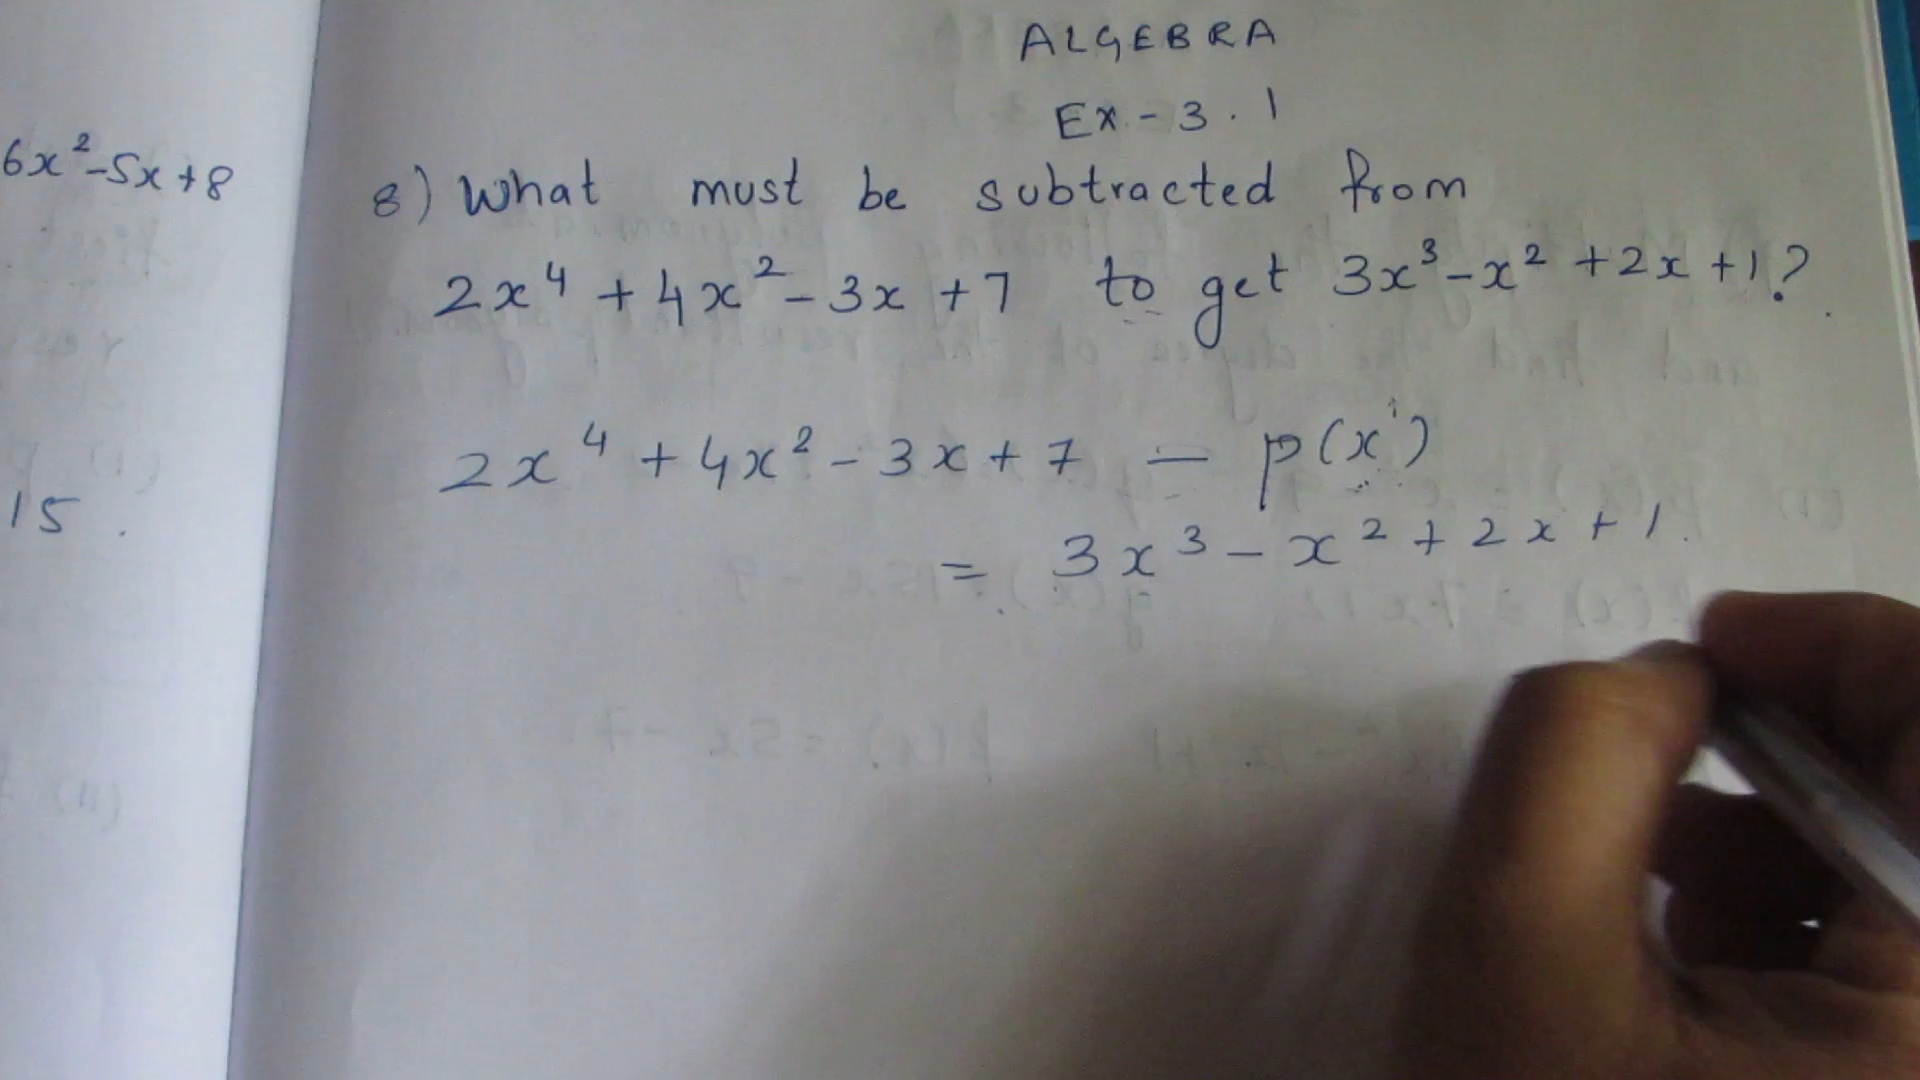 6x²-5x+8
15.
ALGEBRA
Ex-3.1
8) What must be subtracted from
2x⁴+4x²-3x+7 to get 3x³-x²+2x+1?
2x⁴+4x²-3x+7 - p(x)
= 3x³-x²+2x+1.